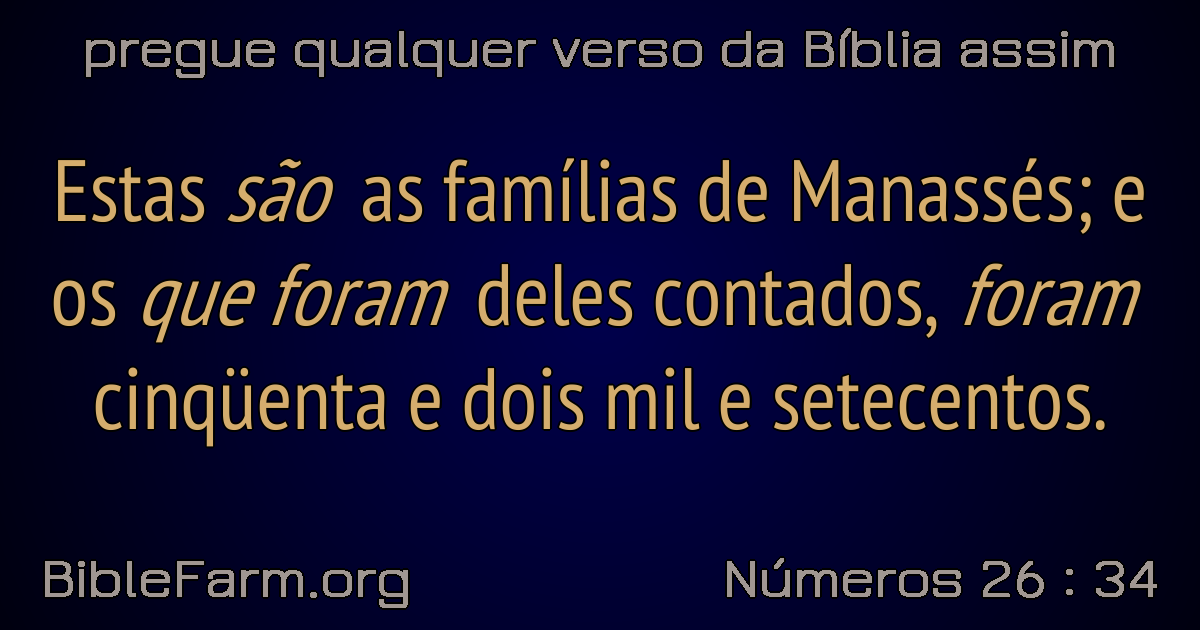 pregue qualquer verso da Bíblia assim
Estas são as famílias de Manassés; e
os que foram deles contados, foram
cinqüenta e dois mil e setecentos.
BibleFarm.org
Números 26 : 34